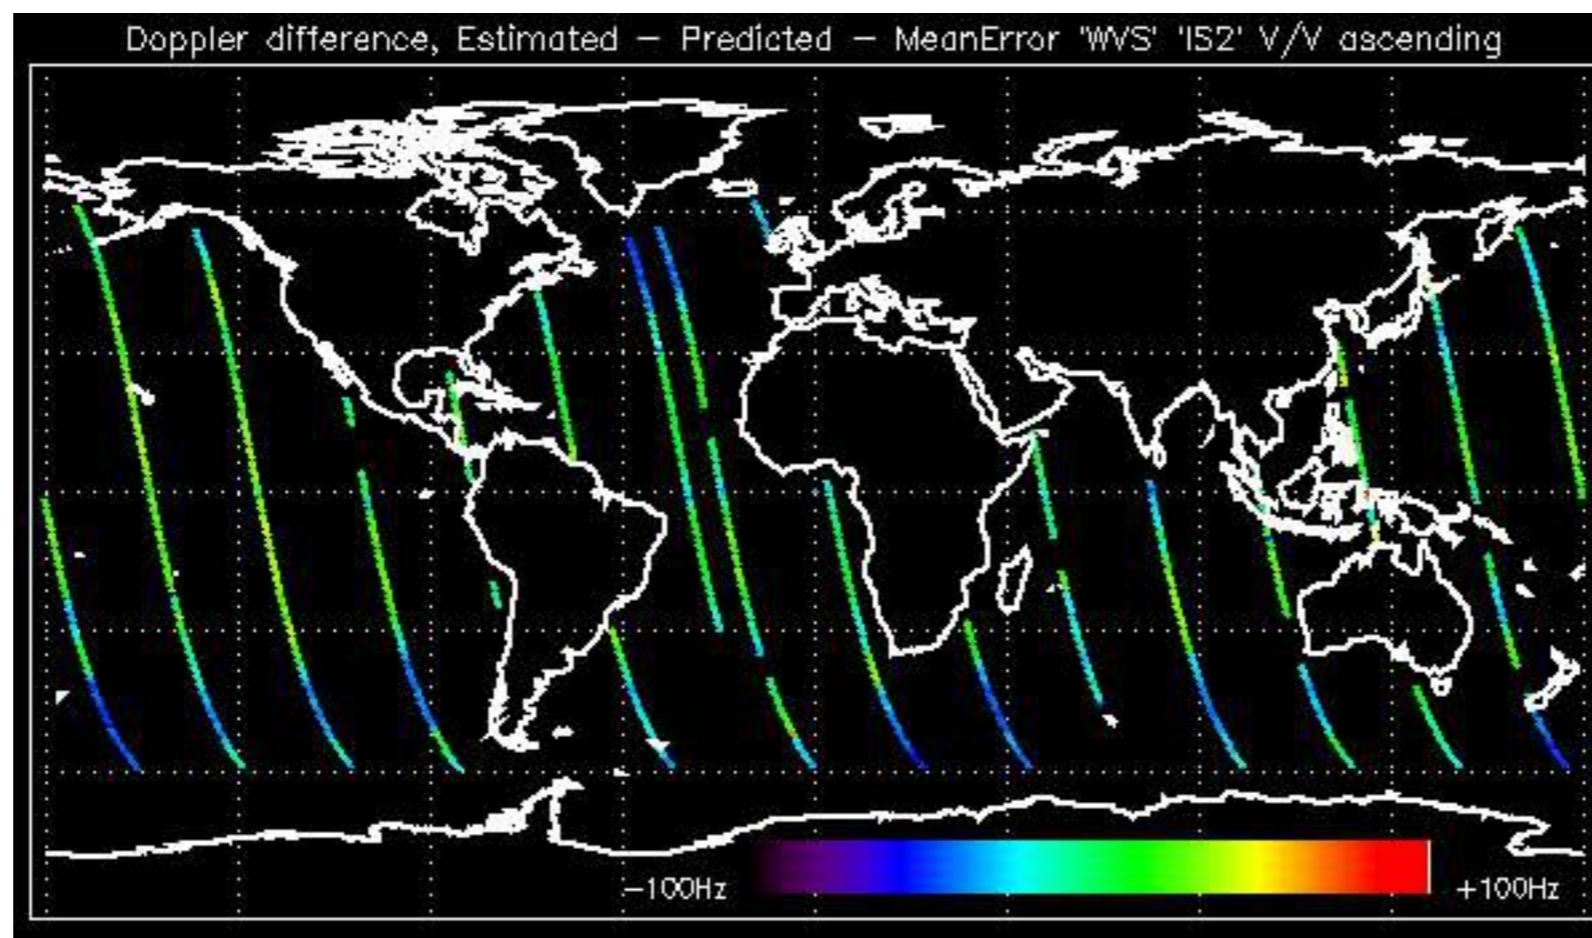 Doppler difference, Estimated – Predicted – MeanError 'WVS' 'IS2' V/V ascending
–100Hz
+100Hz